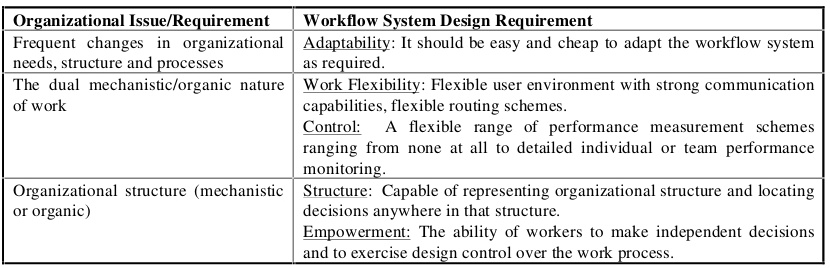 Organizational Issue/Requirement
Workflow System Design Requirement
Frequent changes in organizational
needs, structure and processes
Adaptability: It should be easy and cheap to adapt the workflow system
as required.
The dual mechanistic/organic nature
of work
Work Flexibility: Flexible user environment with strong communication
capabilities, flexible routing schemes.
Control: A flexible range of performance measurement schemes
ranging from none at all to detailed individual or team performance
monitoring.
Organizational structure (mechanistic
or organic)
Structure: Capable of representing organizational structure and locating
decisions anywhere in that structure.
Empowerment: The ability of workers to make independent decisions
and to exercise design control over the work process.